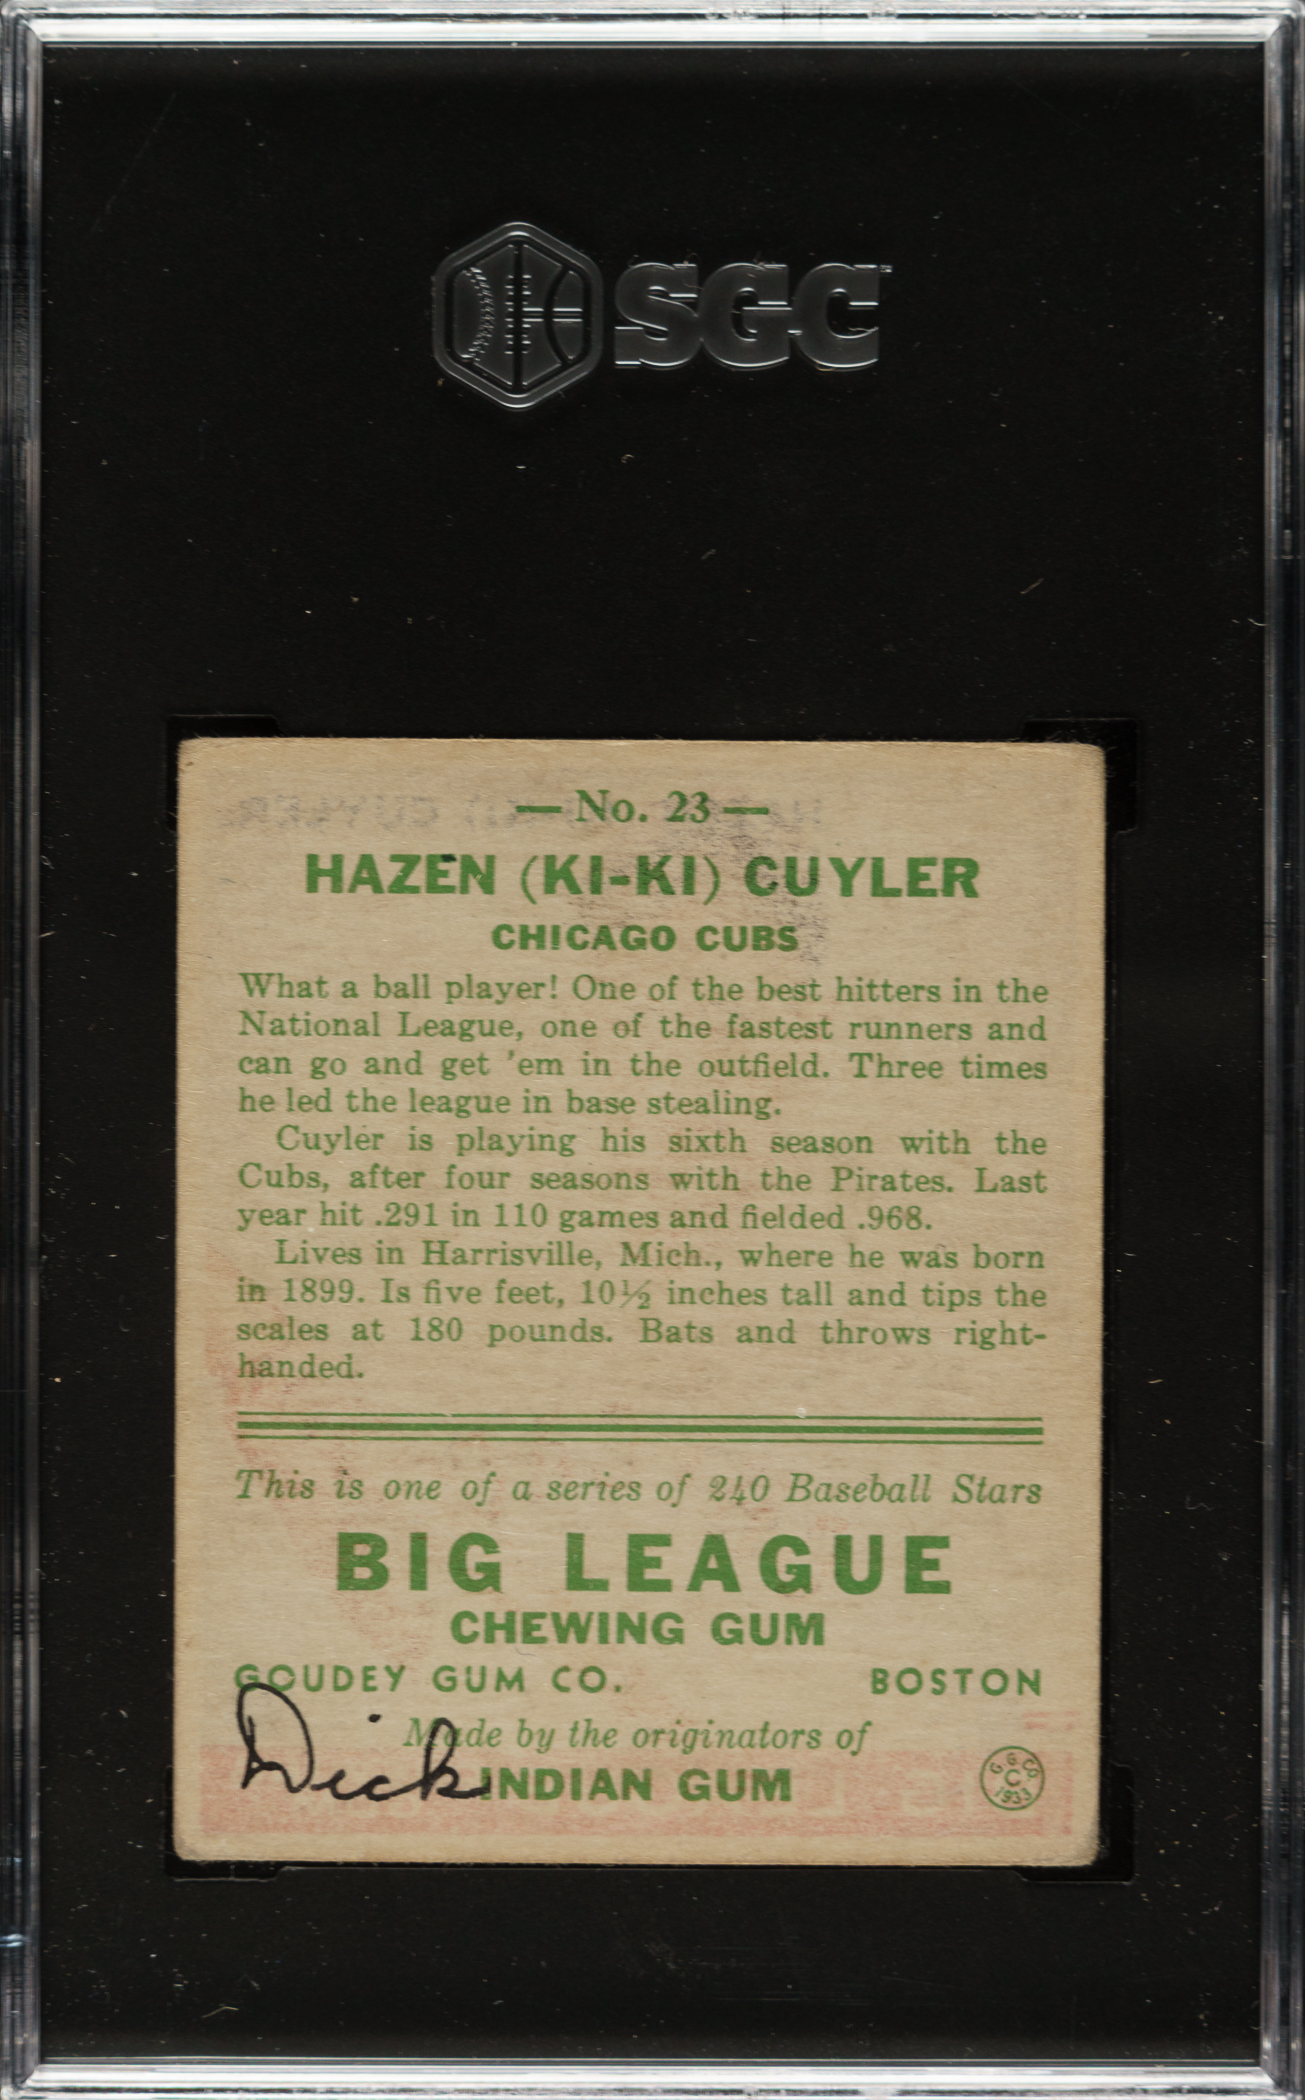 SGC
— No. 23 —
HAZEN (KI-KI) CUYLER
CHICAGO CUBS
What a ball player! One of the best hitters in the
National League, one of the fastest runners and
can go and get 'em in the outfield. Three times
he led the league in base stealing.
Cuyler is playing his sixth season with the
Cubs, after four seasons with the Pirates. Last
year hit .291 in 110 games and fielded .968.
Lives in Harrisville, Mich., where he was born
in 1899. Is five feet, 10½ inches tall and tips the
scales at 180 pounds. Bats and throws right-
handed.
This is one of a series of 240 Baseball Stars
BIG LEAGUE
CHEWING GUM
GOUDEY GUM CO. BOSTON
Made by the originators of
Dick
INDIAN GUM
G. G. CO.
C
1933